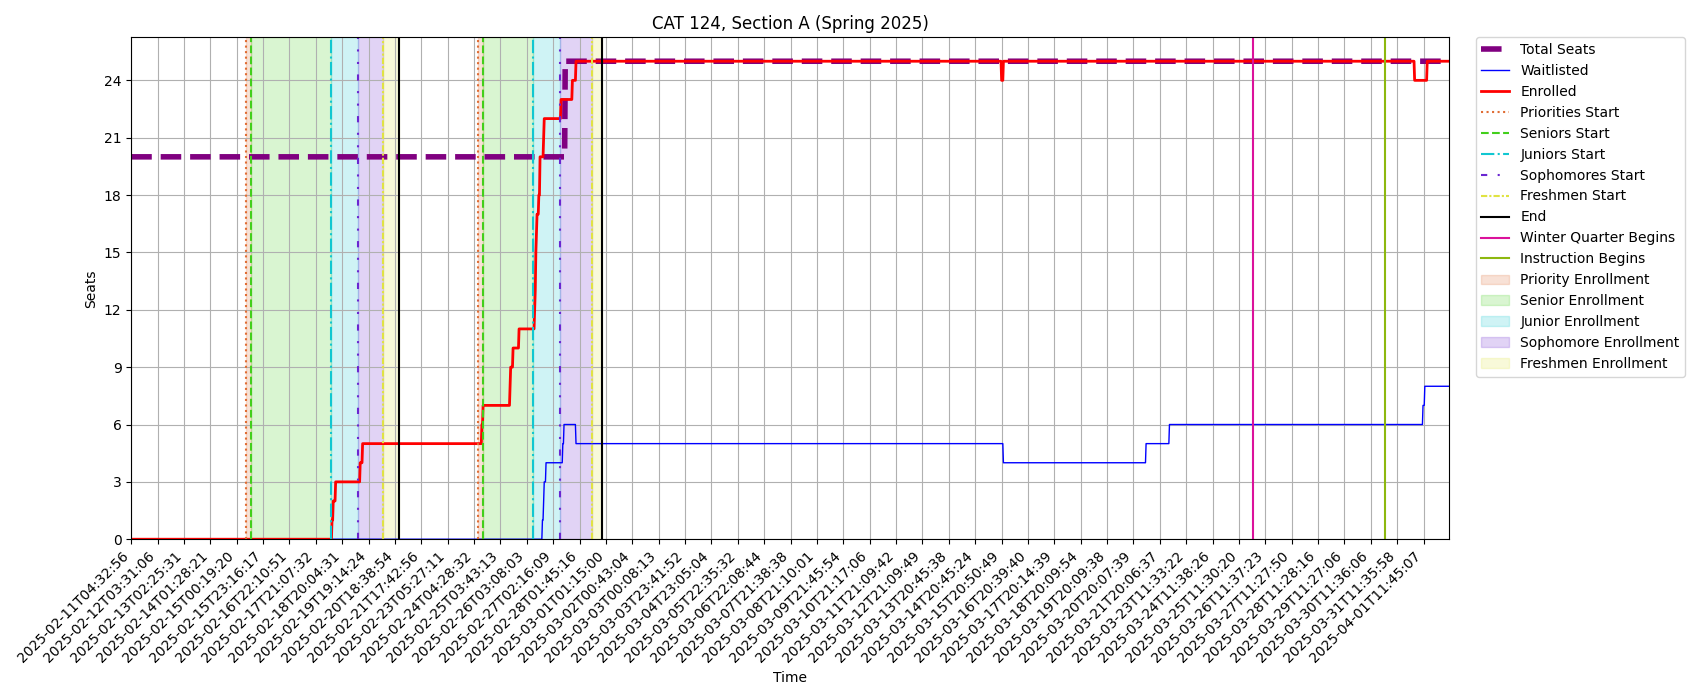 CAT 124, Section A (Spring 2025)
Seats
24
21
18
15
12
9
6
3
0
2025-02-11T04:32:56
2025-02-12T03:31:06
2025-02-13T02:25:31
2025-02-14T01:28:21
2025-02-15T00:19:20
2025-02-15T23:16:17
2025-02-16T22:10:51
2025-02-17T21:07:32
2025-02-18T20:04:31
2025-02-19T19:14:24
2025-02-20T18:38:54
2025-02-21T17:42:56
2025-02-23T05:27:11
2025-02-24T04:28:32
2025-02-25T03:43:13
2025-02-26T03:08:03
2025-02-27T02:16:09
2025-02-28T01:45:16
2025-03-01T01:15:00
2025-03-02T00:43:04
2025-03-03T00:08:13
2025-03-03T23:41:52
2025-03-04T23:05:04
2025-03-05T22:35:32
2025-03-06T22:08:44
2025-03-07T21:38:38
2025-03-08T21:10:01
2025-03-09T21:45:54
2025-03-10T21:17:06
2025-03-11T21:09:42
2025-03-12T21:09:49
2025-03-13T20:45:38
2025-03-14T20:45:24
2025-03-15T20:50:49
2025-03-16T20:39:40
2025-03-17T20:14:39
2025-03-18T20:09:54
2025-03-19T20:09:38
2025-03-20T20:07:39
2025-03-21T20:06:37
2025-03-23T11:33:22
2025-03-24T11:38:20
2025-03-25T11:30:20
2025-03-26T11:37:23
2025-03-27T11:27:50
2025-03-28T11:28:16
2025-03-29T11:27:06
2025-03-30T11:36:06
2025-03-31T11:35:58
2025-04-01T11:45:07
Time
Total Seats
Waitlisted
Enrolled
Priorities Start
Seniors Start
Juniors Start
Sophomores Start
Freshmen Start
End
Winter Quarter Begins
Instruction Begins
Priority Enrollment
Senior Enrollment
Junior Enrollment
Sophomore Enrollment
Freshmen Enrollment